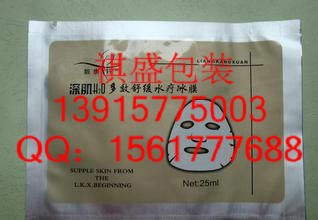 祺盛包装
LIANGKANGXUAN
13915775003
深肌H2O多效舒缓水疗冰膜
QQ：1561777688
SUPPLE SKIN FROM
THE
L.K.X.BEGINNING
Net:25ml